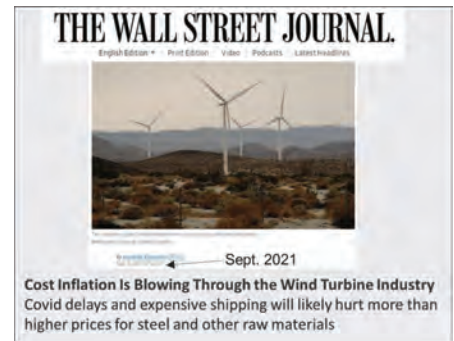 THE WALL STREET JOURNAL.
English Edition Print Edition Video Podcasts Latest Headlines
Sept. 2021
Cost Inflation Is Blowing Through the Wind Turbine Industry
Covid delays and expensive shipping will likely hurt more than
higher prices for steel and other raw materials